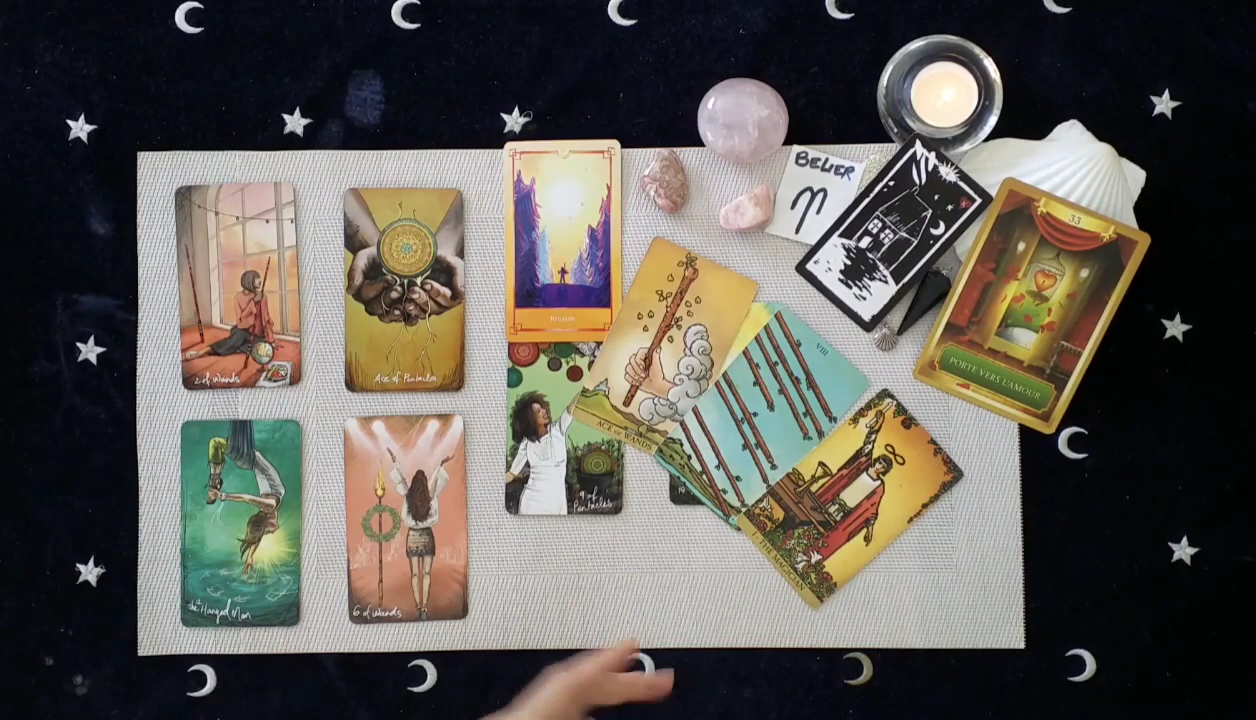 2 of Wands
Ace of Pentacles
BELIER
33
PORTE VERS L'AMOUR
ACE OF WANDS
VIII
the Hanged Man
6 of Wands
9 of
Pentacles
I. THE MAGICIAN